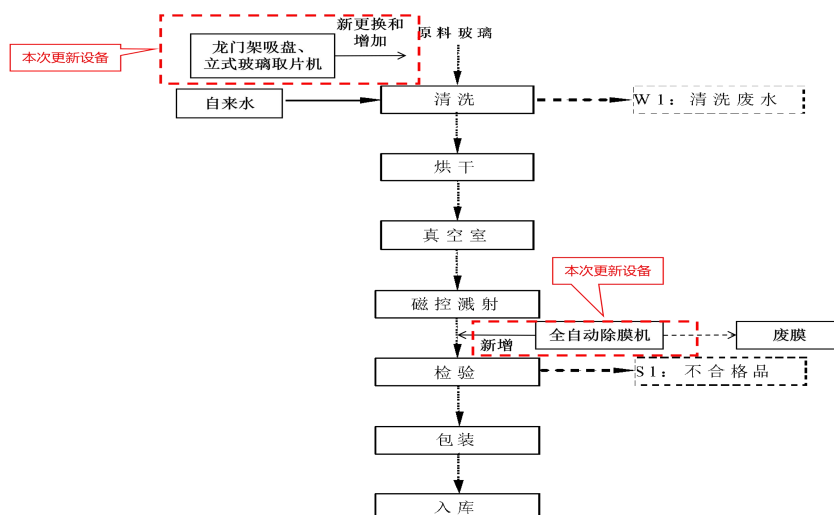 本次更新设备
龙门架吸盘、
立式玻璃取片机
新更换和
增加
原料玻璃
自来水
清洗
W1：清洗废水
烘干
真空室
本次更新设备
磁控溅射
新增
全自动除膜机
废膜
检验
S1：不合格品
包装
入库